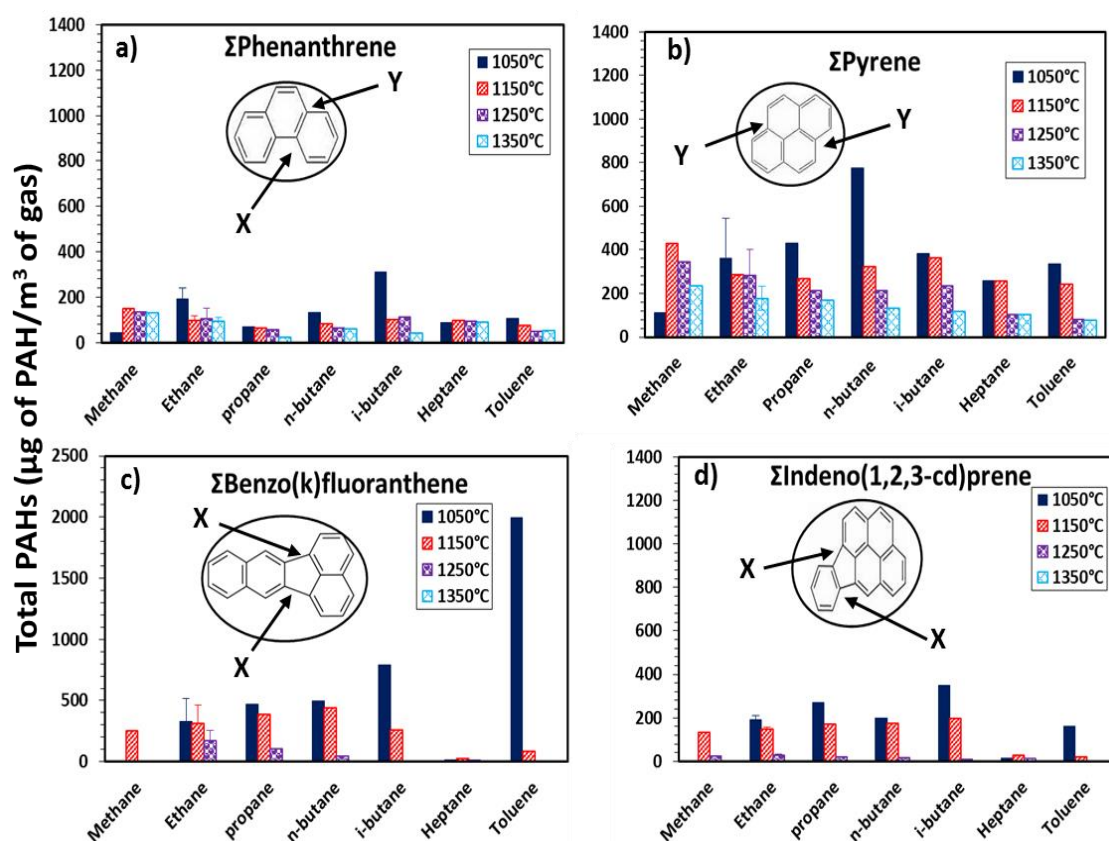 Total PAHs (µg of PAH/m³ of gas)
a)
ΣPhenanthrene
1400
1200
1000
800
600
400
200
0
1050°C
1150°C
1250°C
1350°C
Y
X
Methane
Ethane
propane
n-butane
i-butane
Heptane
Toluene
b)
ΣPyrene
1400
1200
1000
800
600
400
200
0
1050°C
1150°C
1250°C
1350°C
Y
Y
Methane
Ethane
Propane
n-butane
i-butane
Heptane
Toluene
c)
ΣBenzo(k)fluoranthene
2500
2000
1500
1000
500
0
1050°C
1150°C
1250°C
1350°C
X
X
Methane
Ethane
propane
n-butane
i-butane
Heptane
Toluene
d)
ΣIndeno(1,2,3-cd)prene
1400
1200
1000
800
600
400
200
0
1050°C
1150°C
1250°C
1350°C
X
X
Methane
Ethane
propane
n-butane
i-butane
Heptane
Toluene